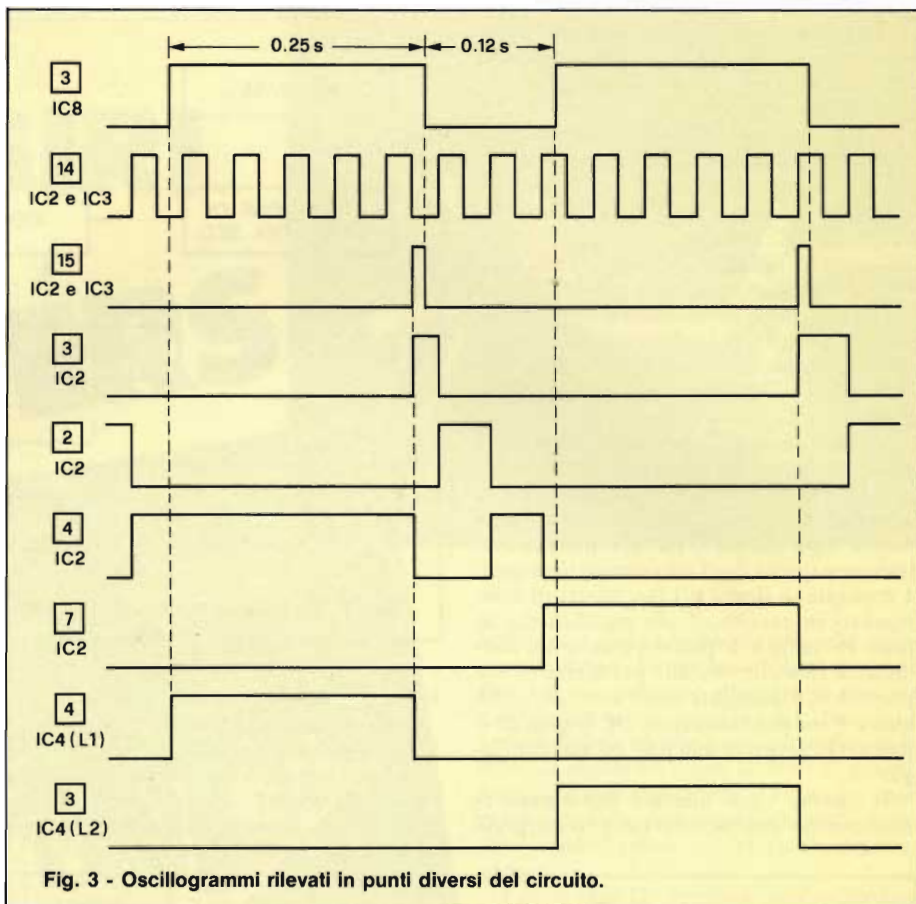 0.25 s 0.12 s
3
IC8
14
IC2 e IC3
15
IC2 e IC3
3
IC2
2
IC2
4
IC2
7
IC2
4
IC4 (L1)
3
IC4 (L2)
Fig. 3 - Oscillogrammi rilevati in punti diversi del circuito.